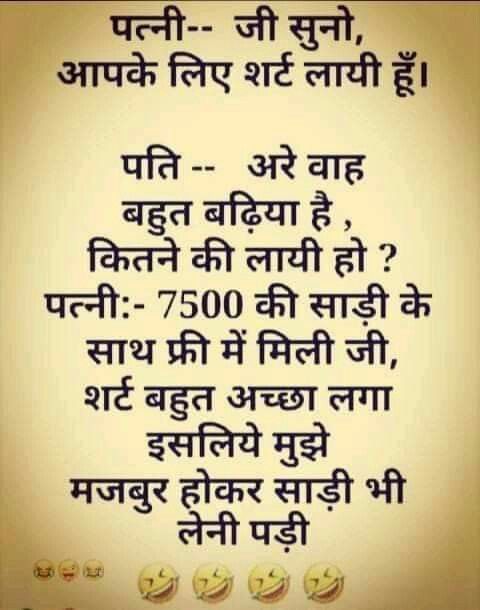 पत्नी-- जी सुनो,
आपके लिए शर्ट लायी हूँ।
पति -- अरे वाह
बहुत बढ़िया है ,
कितने की लायी हो ?
पत्नी:- 7500 की साड़ी के
साथ फ्री में मिली जी,
शर्ट बहुत अच्छा लगा
इसलिये मुझे
मजबुर होकर साड़ी भी
लेनी पड़ी